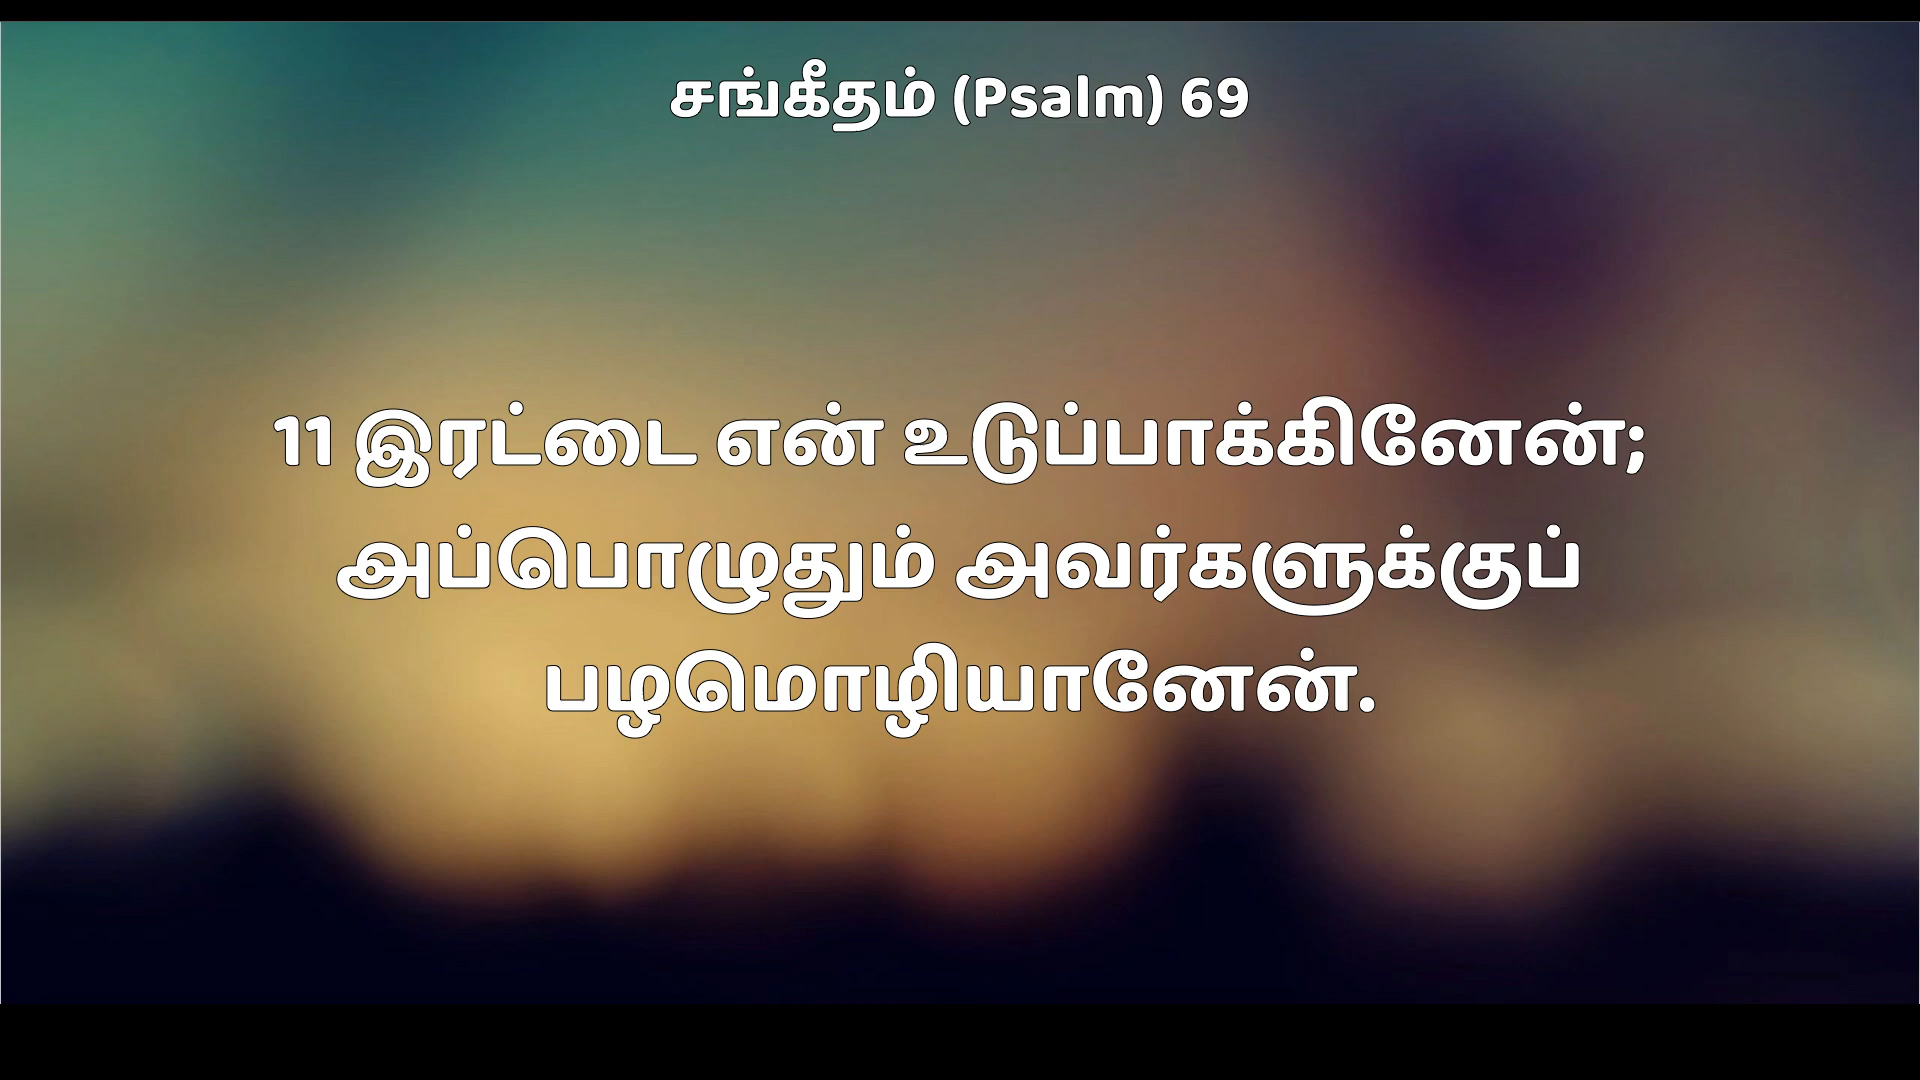 சங்கீதம் (Psalm) 69
11 இரட்டை என் உடுப்பாக்கினேன்;
அப்பொழுதும் அவர்களுக்குப்
பழமொழியானேன்.